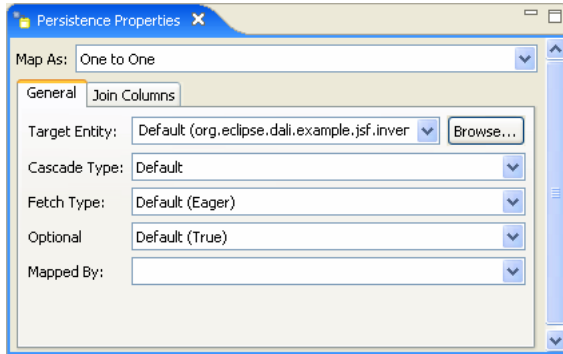 Persistence Properties
Map As: One to One
General Join Columns
Target Entity: Default (org.eclipse.dali.example.jsf.inver Browse...
Cascade Type: Default
Fetch Type: Default (Eager)
Optional Default (True)
Mapped By: